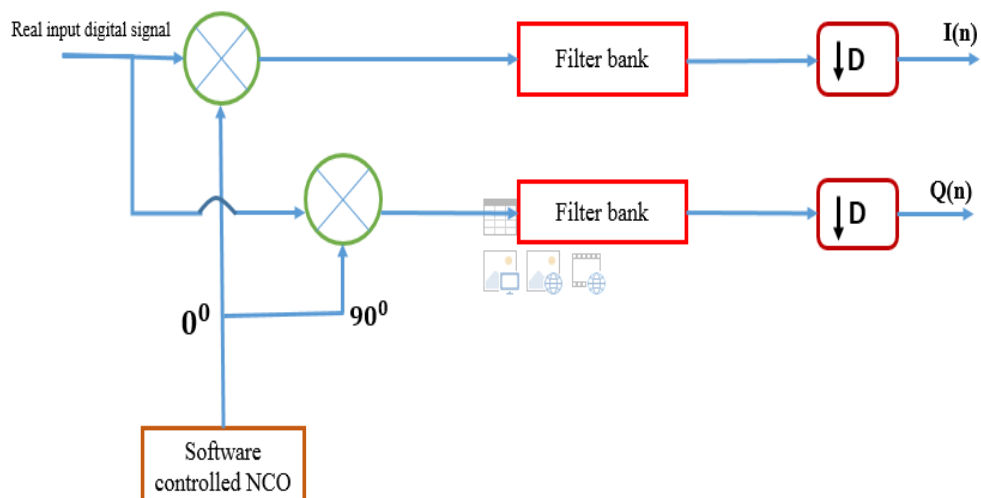 Real input digital signal
Filter bank
↓D
I(n)
Filter bank
↓D
Q(n)
0⁰
90⁰
Software
controlled NCO